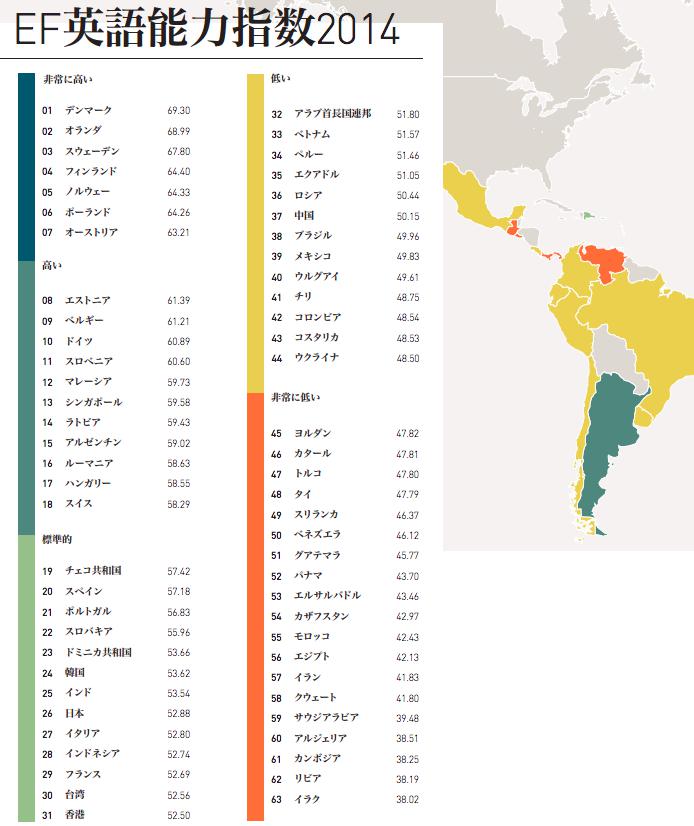 EF英語能力指数2014
非常に高い
01 デンマーク 69.30
02 オランダ 68.99
03 スウェーデン 67.80
04 フィンランド 64.40
05 ノルウェー 64.33
06 ポーランド 64.26
07 オーストリア 63.21
高い
08 エストニア 61.39
09 ベルギー 61.21
10 ドイツ 60.89
11 スロベニア 60.60
12 マレーシア 59.73
13 シンガポール 59.58
14 ラトビア 59.43
15 アルゼンチン 59.02
16 ルーマニア 58.63
17 ハンガリー 58.55
18 スイス 58.29
標準的
19 チェコ共和国 57.42
20 スペイン 57.18
21 ポルトガル 56.83
22 スロバキア 55.96
23 ドミニカ共和国 53.66
24 韓国 53.62
25 インド 53.54
26 日本 52.88
27 イタリア 52.80
28 インドネシア 52.74
29 フランス 52.69
30 台湾 52.56
31 香港 52.50
低い
32 アラブ首長国連邦 51.80
33 ベトナム 51.57
34 ペルー 51.46
35 エクアドル 51.05
36 ロシア 50.44
37 中国 50.15
38 ブラジル 49.96
39 メキシコ 49.83
40 ウルグアイ 49.61
41 チリ 48.75
42 コロンビア 48.54
43 コスタリカ 48.53
44 ウクライナ 48.50
非常に低い
45 ヨルダン 47.82
46 カタール 47.81
47 トルコ 47.80
48 タイ 47.79
49 スリランカ 46.37
50 ベネズエラ 46.12
51 グアテマラ 45.77
52 パナマ 43.70
53 エルサルバドル 43.46
54 カザフスタン 42.97
55 モロッコ 42.43
56 エジプト 42.13
57 イラン 41.83
58 クウェート 41.80
59 サウジアラビア 39.48
60 アルジェリア 38.51
61 カンボジア 38.25
62 リビア 38.19
63 イラク 38.02